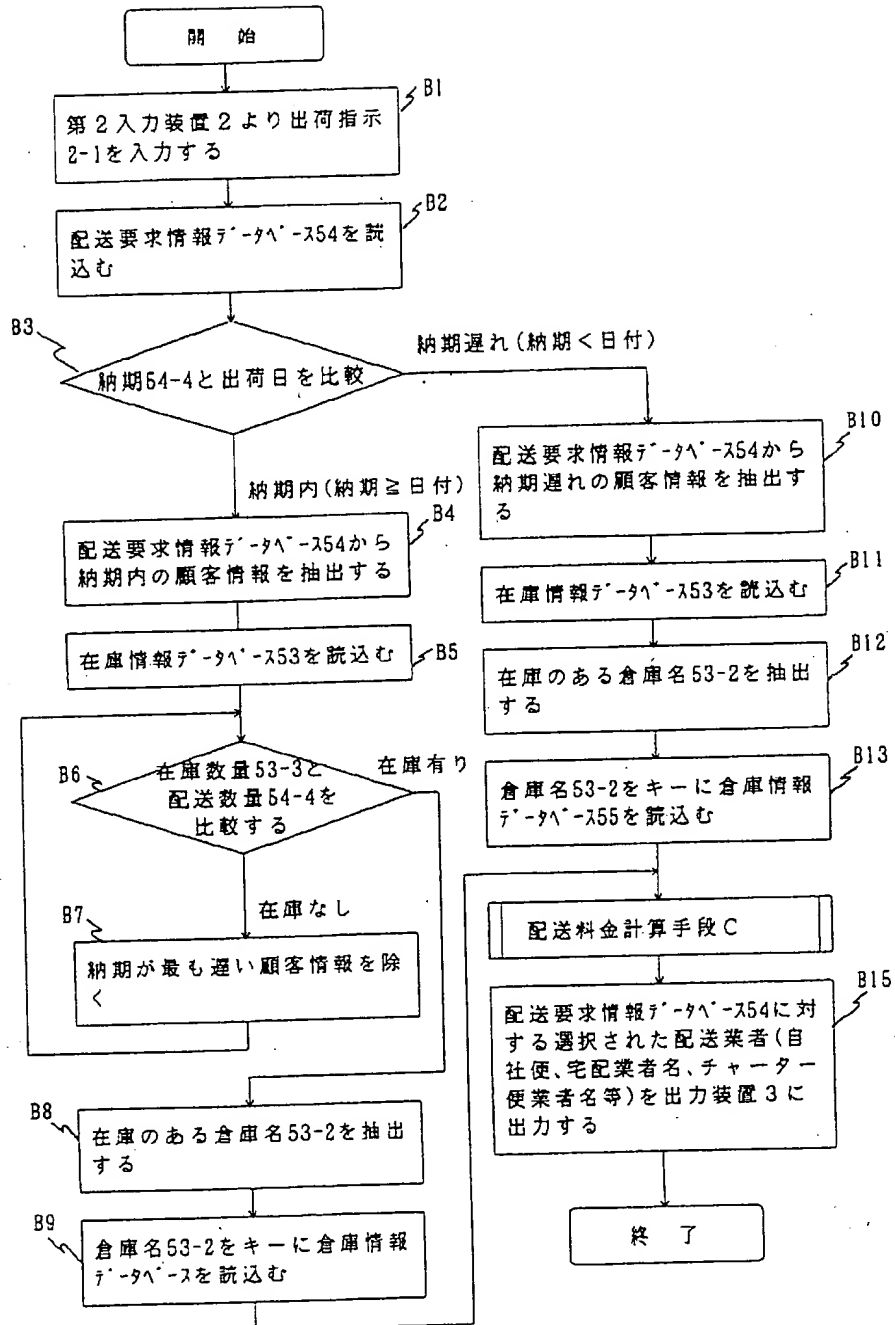 開 始
B1
第2入力装置2より出荷指示
2-1を入力する
B2
配送要求情報ﾃﾞｰﾀﾍﾞｰｽ54を読
込む
B3
納期54-4と出荷日を比較
納期遅れ(納期<日付)
納期内(納期≧日付)
B4
配送要求情報ﾃﾞｰﾀﾍﾞｰｽ54から
納期内の顧客情報を抽出する
在庫情報ﾃﾞｰﾀﾍﾞｰｽ53を読込む
B5
B6
在庫数量53-3と
配送数量54-4を
比較する
在庫有り
在庫なし
B7
納期が最も遅い顧客情報を除
く
B8
在庫のある倉庫名53-2を抽出
する
B9
倉庫名53-2をキーに倉庫情報
ﾃﾞｰﾀﾍﾞｰｽを読込む
B10
配送要求情報ﾃﾞｰﾀﾍﾞｰｽ54から
納期遅れの顧客情報を抽出す
る
B11
在庫情報ﾃﾞｰﾀﾍﾞｰｽ53を読込む
B12
在庫のある倉庫名53-2を抽出
する
B13
倉庫名53-2をキーに倉庫情報
ﾃﾞｰﾀﾍﾞｰｽ55を読込む
配送料金計算手段C
B15
配送要求情報ﾃﾞｰﾀﾍﾞｰｽ54に対
する選択された配送業者(自
社便、宅配業者名、チャーター
便業者名等)を出力装置3に
出力する
終 了